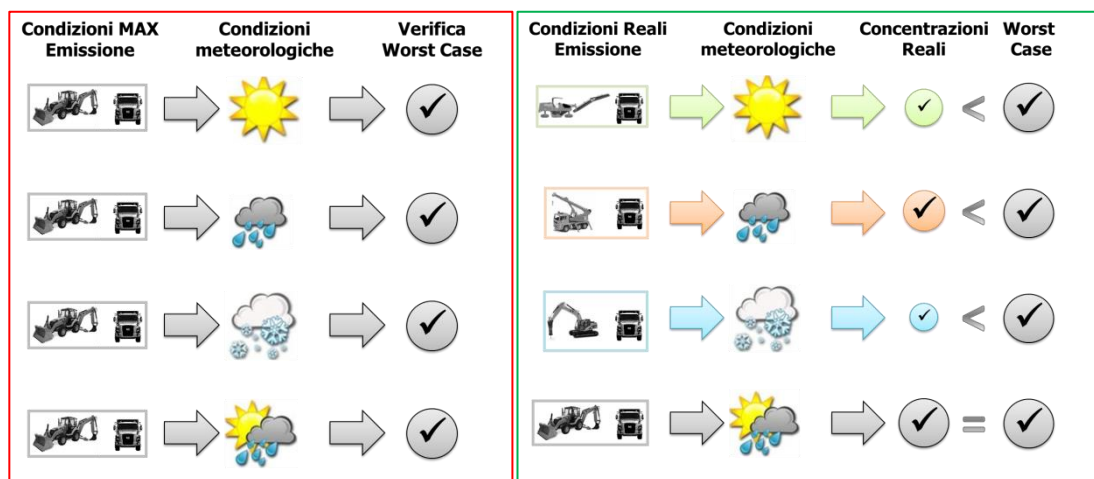 Condizioni MAX
Emissione
Condizioni
meteorologiche
Verifica
Worst Case
Condizioni Reali
Emissione
Condizioni
meteorologiche
Concentrazioni
Reali
Worst
Case
<
<
<
=